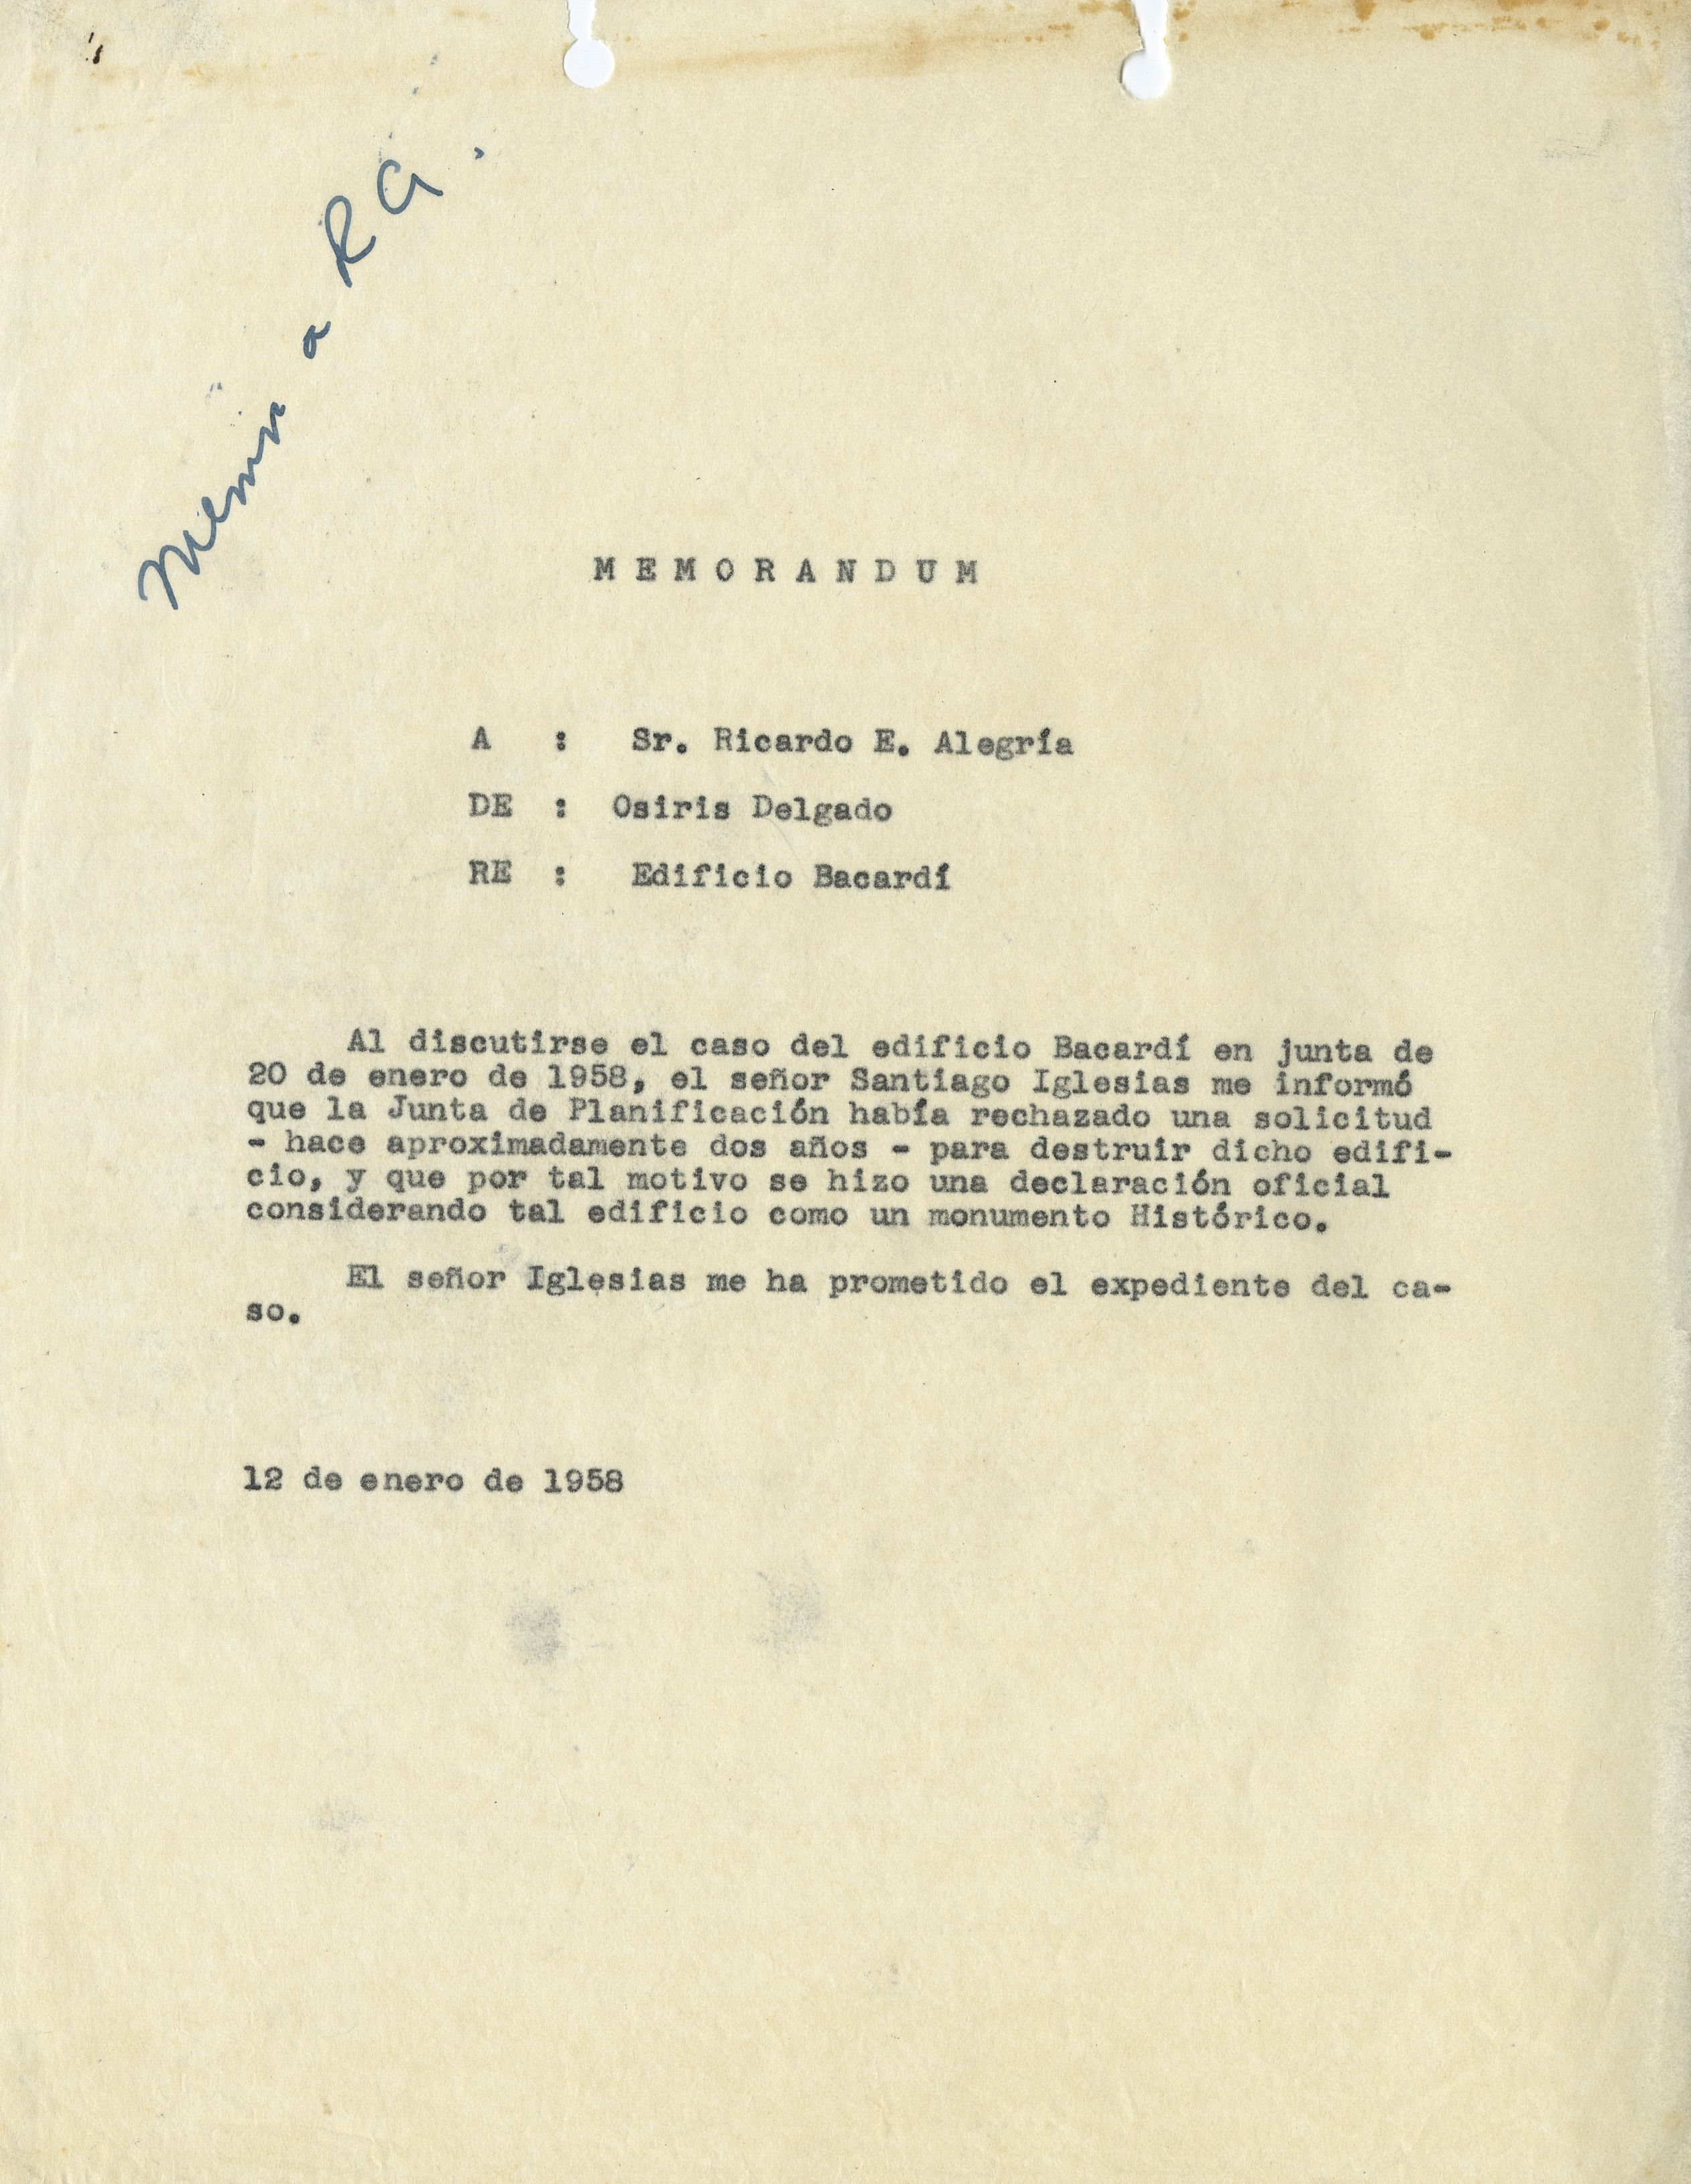 Memo a RA.
M E M O R A N D U M
A : Sr. Ricardo E. Alegría
DE : Osiris Delgado
RE : Edificio Bacardí
Al discutirse el caso del edificio Bacardí en junta de
20 de enero de 1958, el señor Santiago Iglesias me informó
que la Junta de Planificación había rechazado una solicitud
- hace aproximadamente dos años - para destruir dicho edifi-
cio, y que por tal motivo se hizo una declaración oficial
considerando tal edificio como un monumento Histórico.
El señor Iglesias me ha prometido el expediente del ca-
so.
12 de enero de 1958